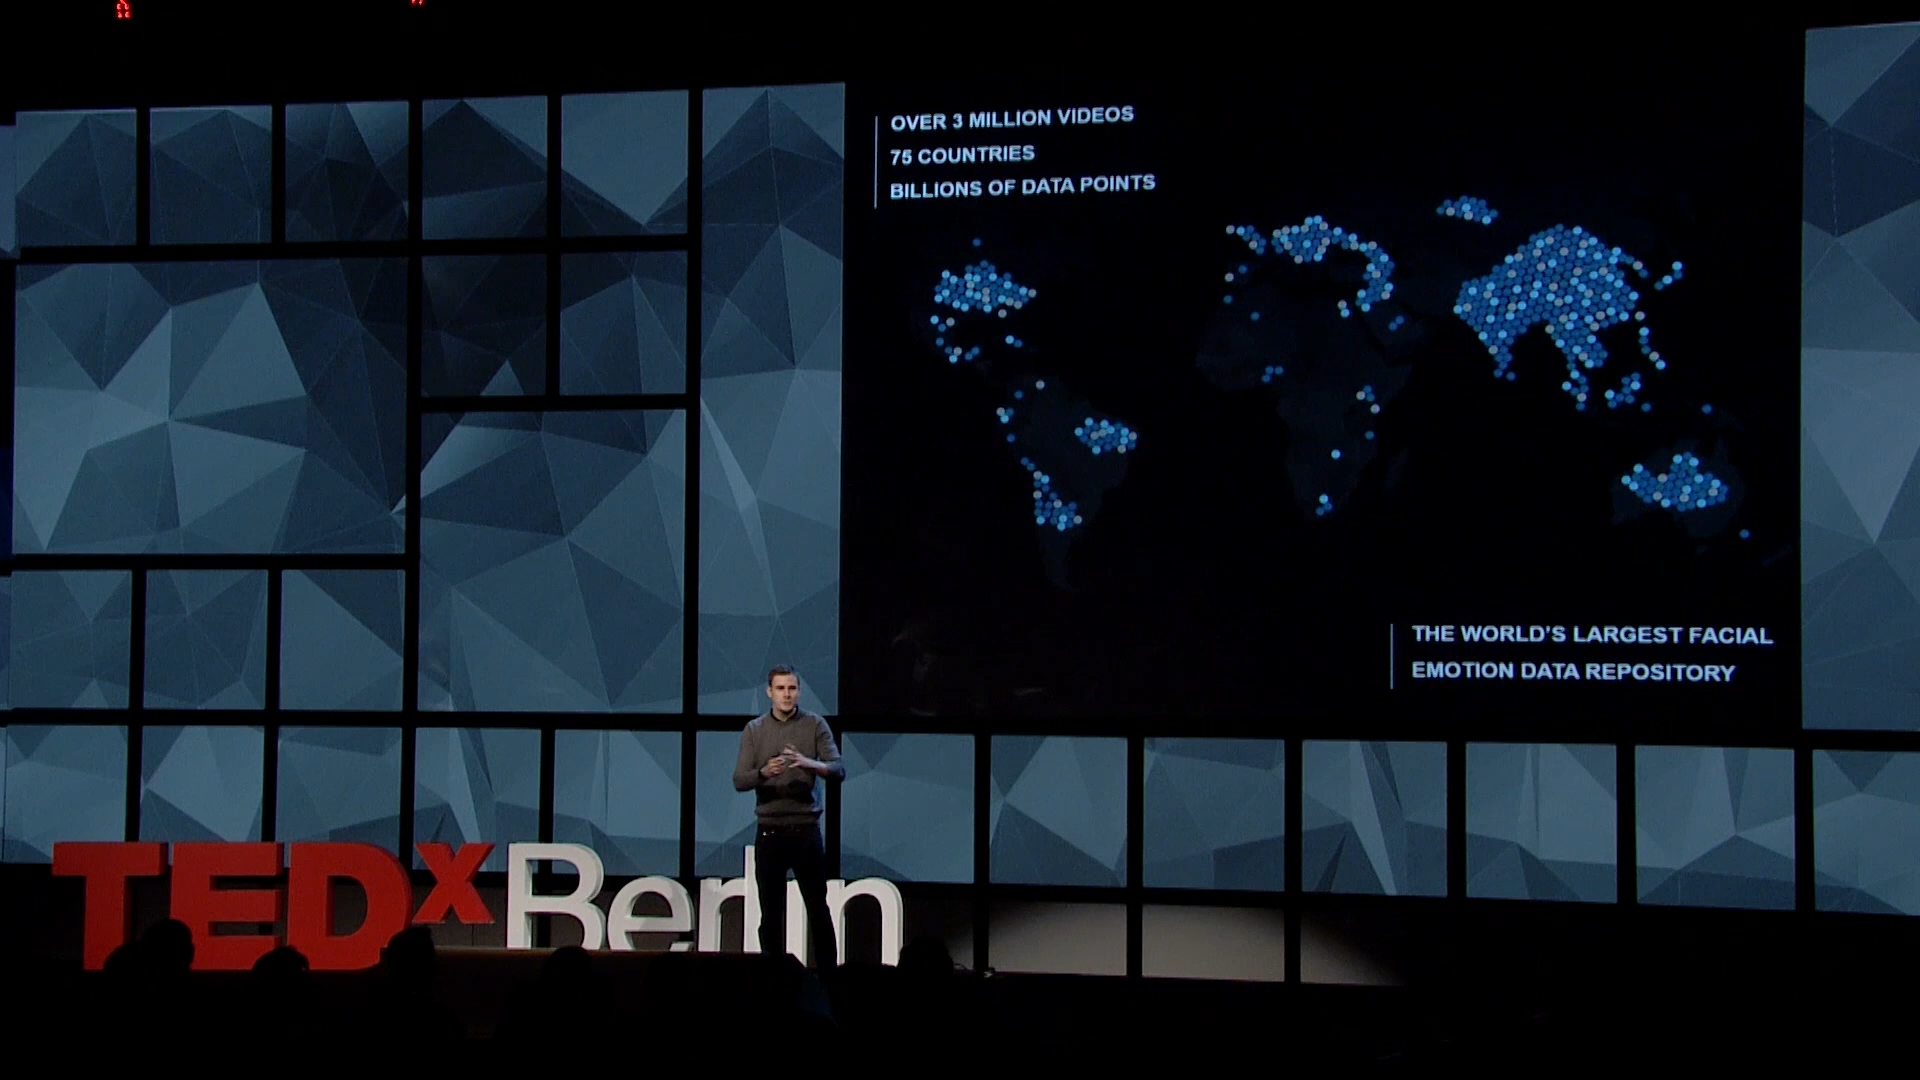 OVER 3 MILLION VIDEOS
75 COUNTRIES
BILLIONS OF DATA POINTS
THE WORLD'S LARGEST FACIAL
EMOTION DATA REPOSITORY
TEDxBerlin